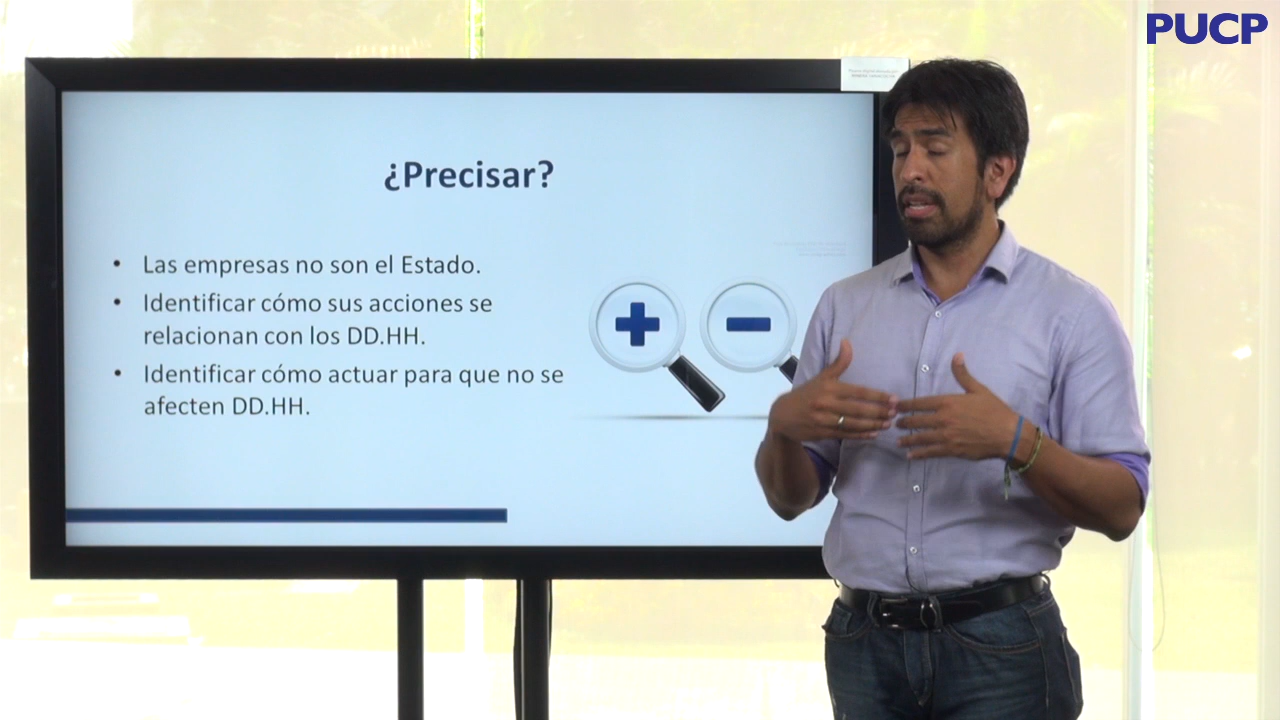 PUCP
¿Precisar?
• Las empresas no son el Estado.
• Identificar cómo sus acciones se
relacionan con los DD.HH.
• Identificar cómo actuar para que no se
afecten DD.HH.